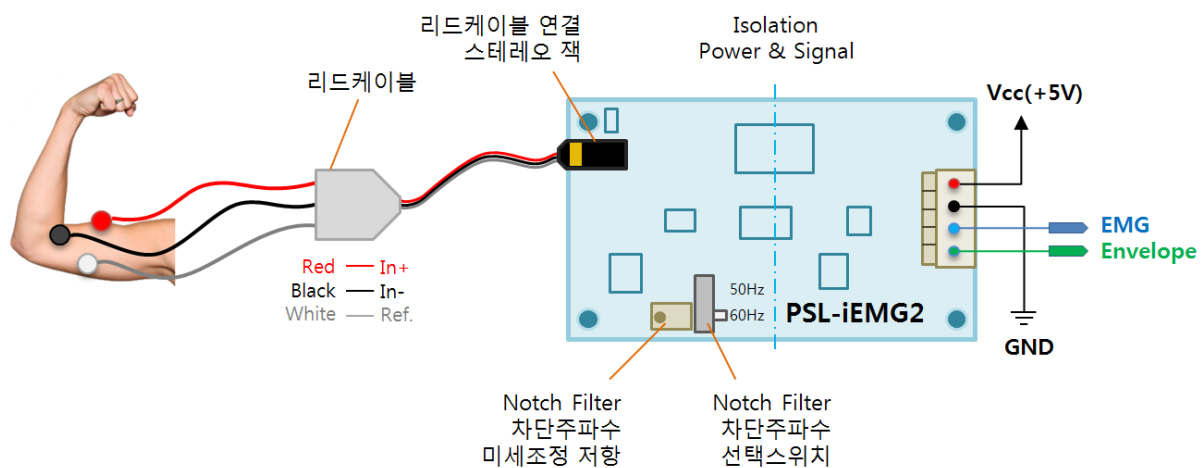 리드케이블 연결
스테레오 잭
Isolation
Power & Signal
리드케이블
Vcc(+5V)
EMG
Envelope
Red In+
Black In-
White Ref.
50Hz
60Hz
PSL-iEMG2
GND
Notch Filter
차단주파수
미세조정 저항
Notch Filter
차단주파수
선택스위치